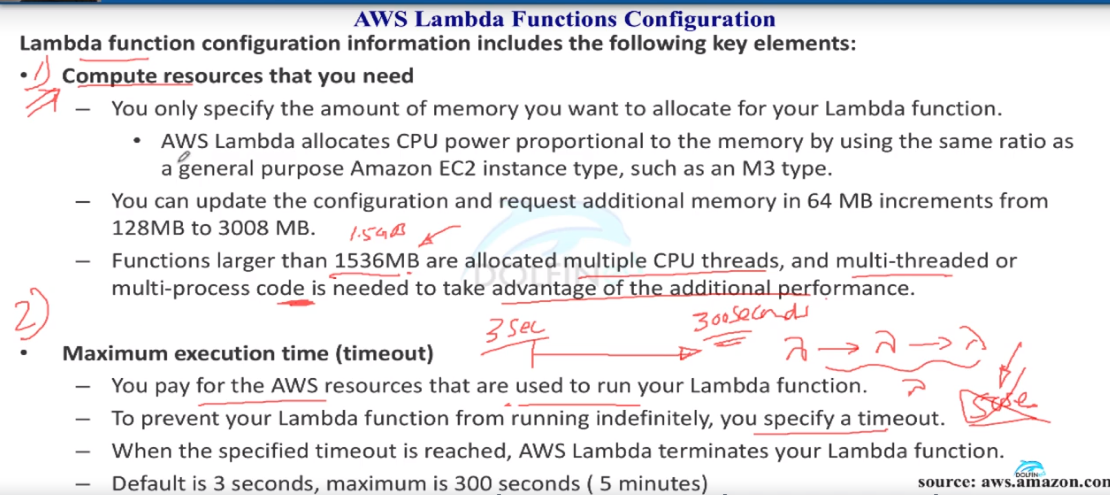 AWS Lambda Functions Configuration
Lambda function configuration information includes the following key elements:
• 1) Compute resources that you need
– You only specify the amount of memory you want to allocate for your Lambda function.
• AWS Lambda allocates CPU power proportional to the memory by using the same ratio as
a general purpose Amazon EC2 instance type, such as an M3 type.
– You can update the configuration and request additional memory in 64 MB increments from
128MB to 3008 MB. 1.5GB
– Functions larger than 1536MB are allocated multiple CPU threads, and multi-threaded or
multi-process code is needed to take advantage of the additional performance.
DOLFIN
2) 3 Sec 300seconds
λ → λ → λ
• Maximum execution time (timeout)
– You pay for the AWS resources that are used to run your Lambda function.
– To prevent your Lambda function from running indefinitely, you specify a timeout.
– When the specified timeout is reached, AWS Lambda terminates your Lambda function.
– Default is 3 seconds, maximum is 300 seconds ( 5 minutes)
DOLFIN
source: aws.amazon.com